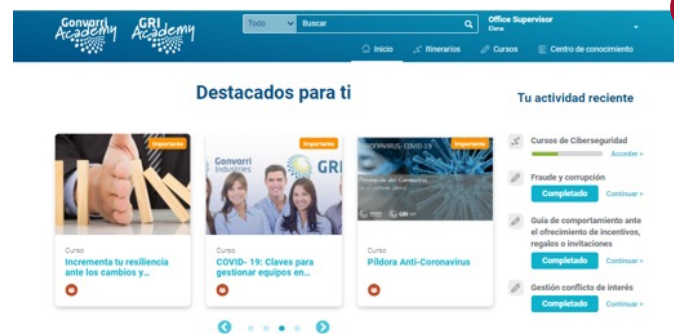 Gonvarri Academy
GRI Academy
Todo
Buscar
Office Supervisor
Elena
Inicio
Itinerarios
Cursos
Centro de conocimiento
Destacados para ti
Importante
Curso
Incrementa tu resiliencia
ante los cambios y...
Importante
Gonvarri
Industries
GRI
Curso
COVID- 19: Claves para
gestionar equipos en...
Importante
CORONAVIRUS- COVID-19
GRI
Curso
Píldora Anti-Coronavirus
Tu actividad reciente
Cursos de Ciberseguridad
Acceder >
Fraude y corrupción
Completado
Continuar >
Guía de comportamiento ante
el ofrecimiento de incentivos,
regalos o invitaciones
Completado
Continuar >
Gestión conflicto de interés
Completado
Continuar >